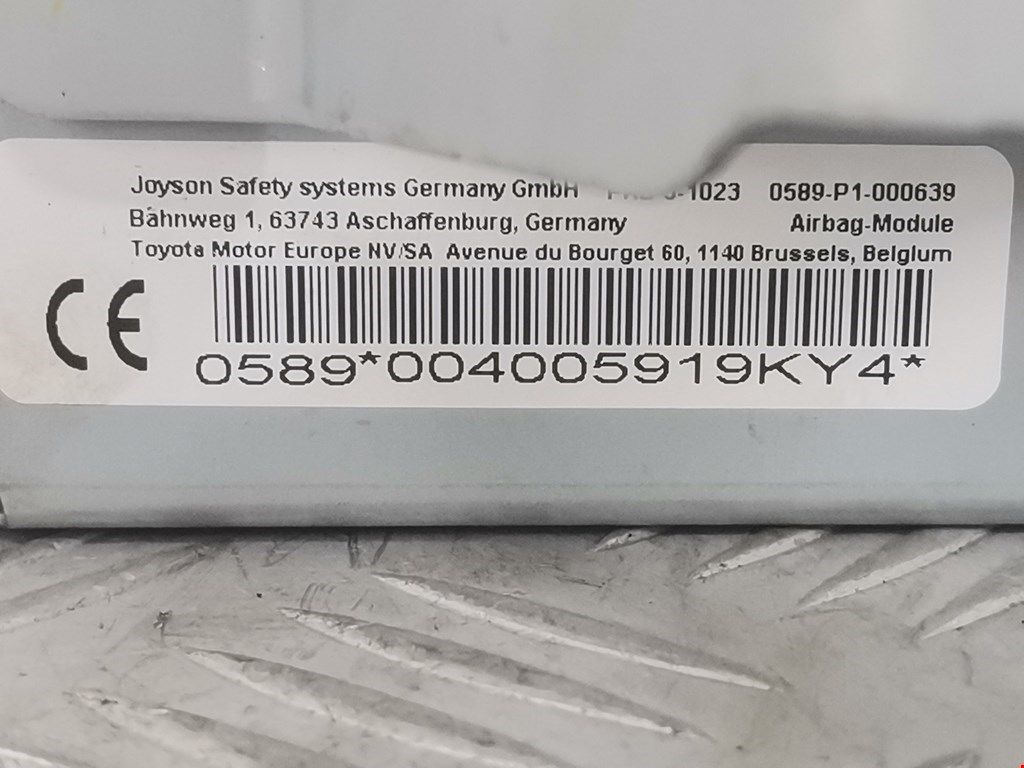 Joyson Safety systems Germany GmbH 1023 0589-P1-000639
Bahnweg 1, 63743 Aschaffenburg, Germany Airbag-Module
Toyota Motor Europe NV/SA Avenue du Bourget 60, 1140 Brussels, Belgium
CE
0589*004005919KY4*